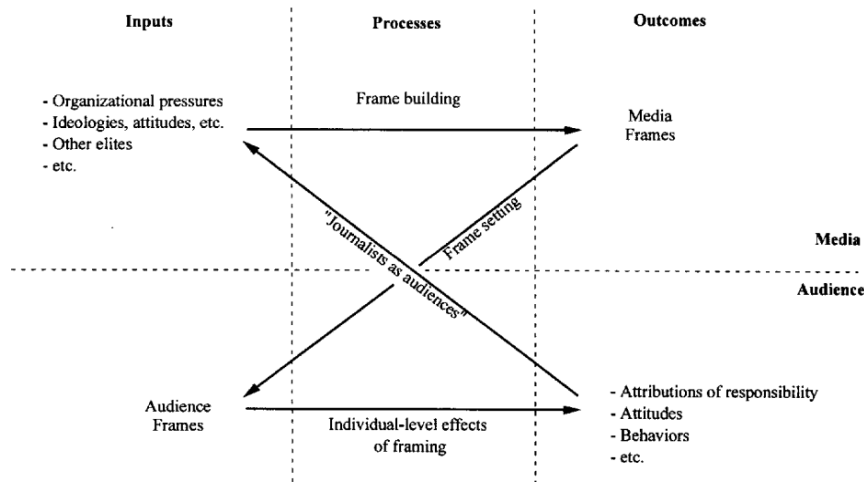 Inputs
Processes
Outcomes
- Organizational pressures
- Ideologies, attitudes, etc.
- Other elites
- etc.
Frame building
Media
Frames
"Journalists as audiences"
Frame setting
Media
Audience
Audience
Frames
Individual-level effects
of framing
- Attributions of responsibility
- Attitudes
- Behaviors
- etc.